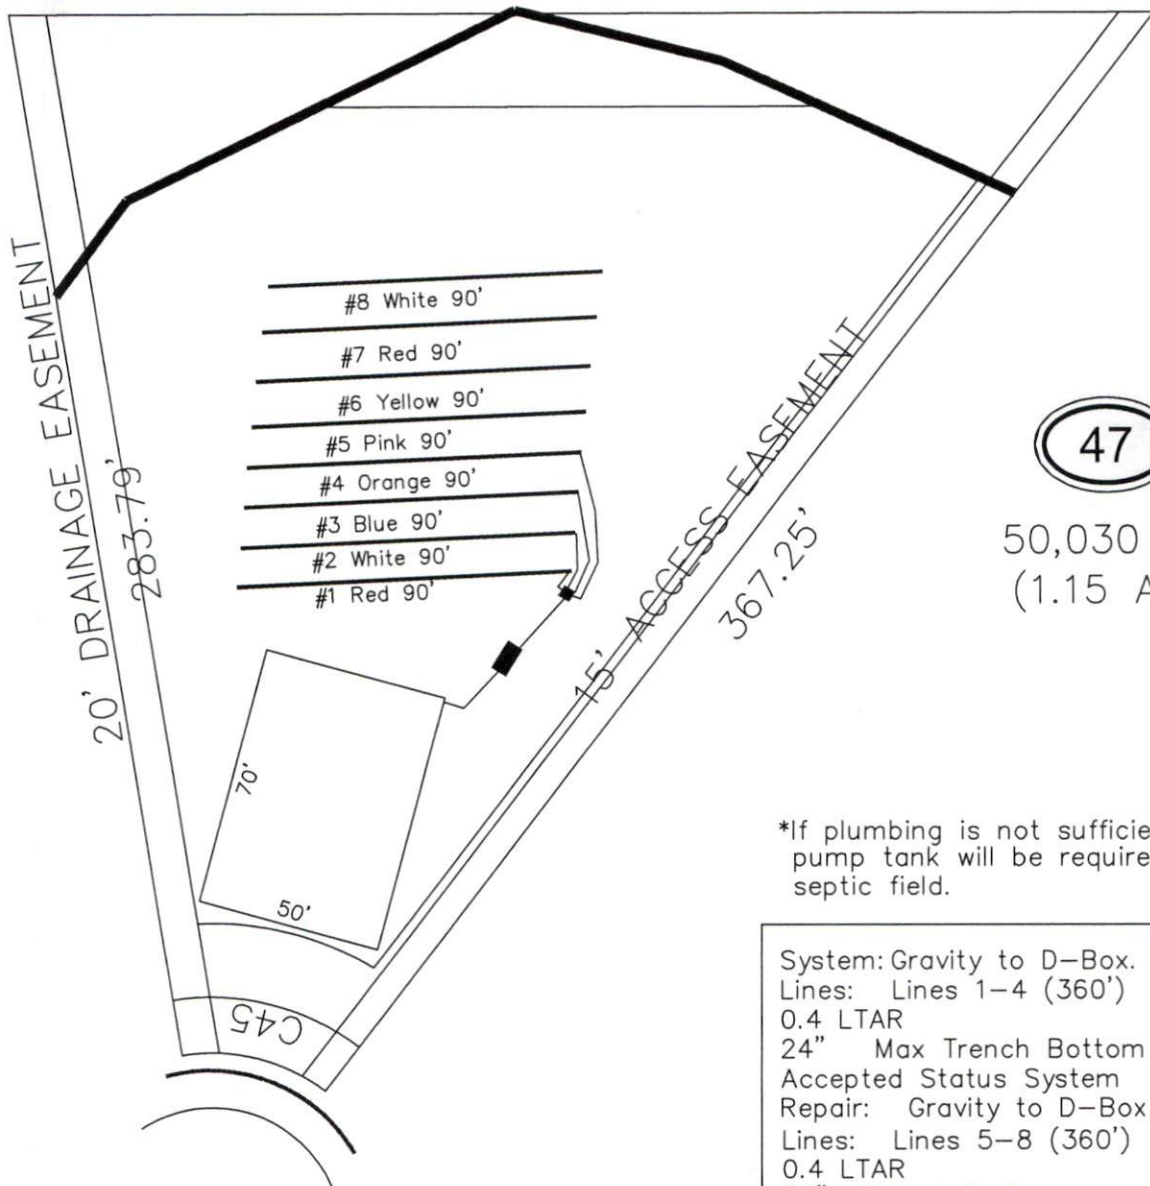 #8 White 90'
#7 Red 90'
#6 Yellow 90'
#5 Pink 90'
#4 Orange 90'
#3 Blue 90'
#2 White 90'
#1 Red 90'
20' DRAINAGE EASEMENT
283.79'
15' ACCESS EASEMENT
367.25'
47
50,030
(1.15 A
70'
50'
C45
*If plumbing is not sufficie
pump tank will be require
septic field.
System: Gravity to D-Box.
Lines: Lines 1-4 (360')
0.4 LTAR
24" Max Trench Bottom
Accepted Status System
Repair: Gravity to D-Box
Lines: Lines 5-8 (360')
0.4 LTAR